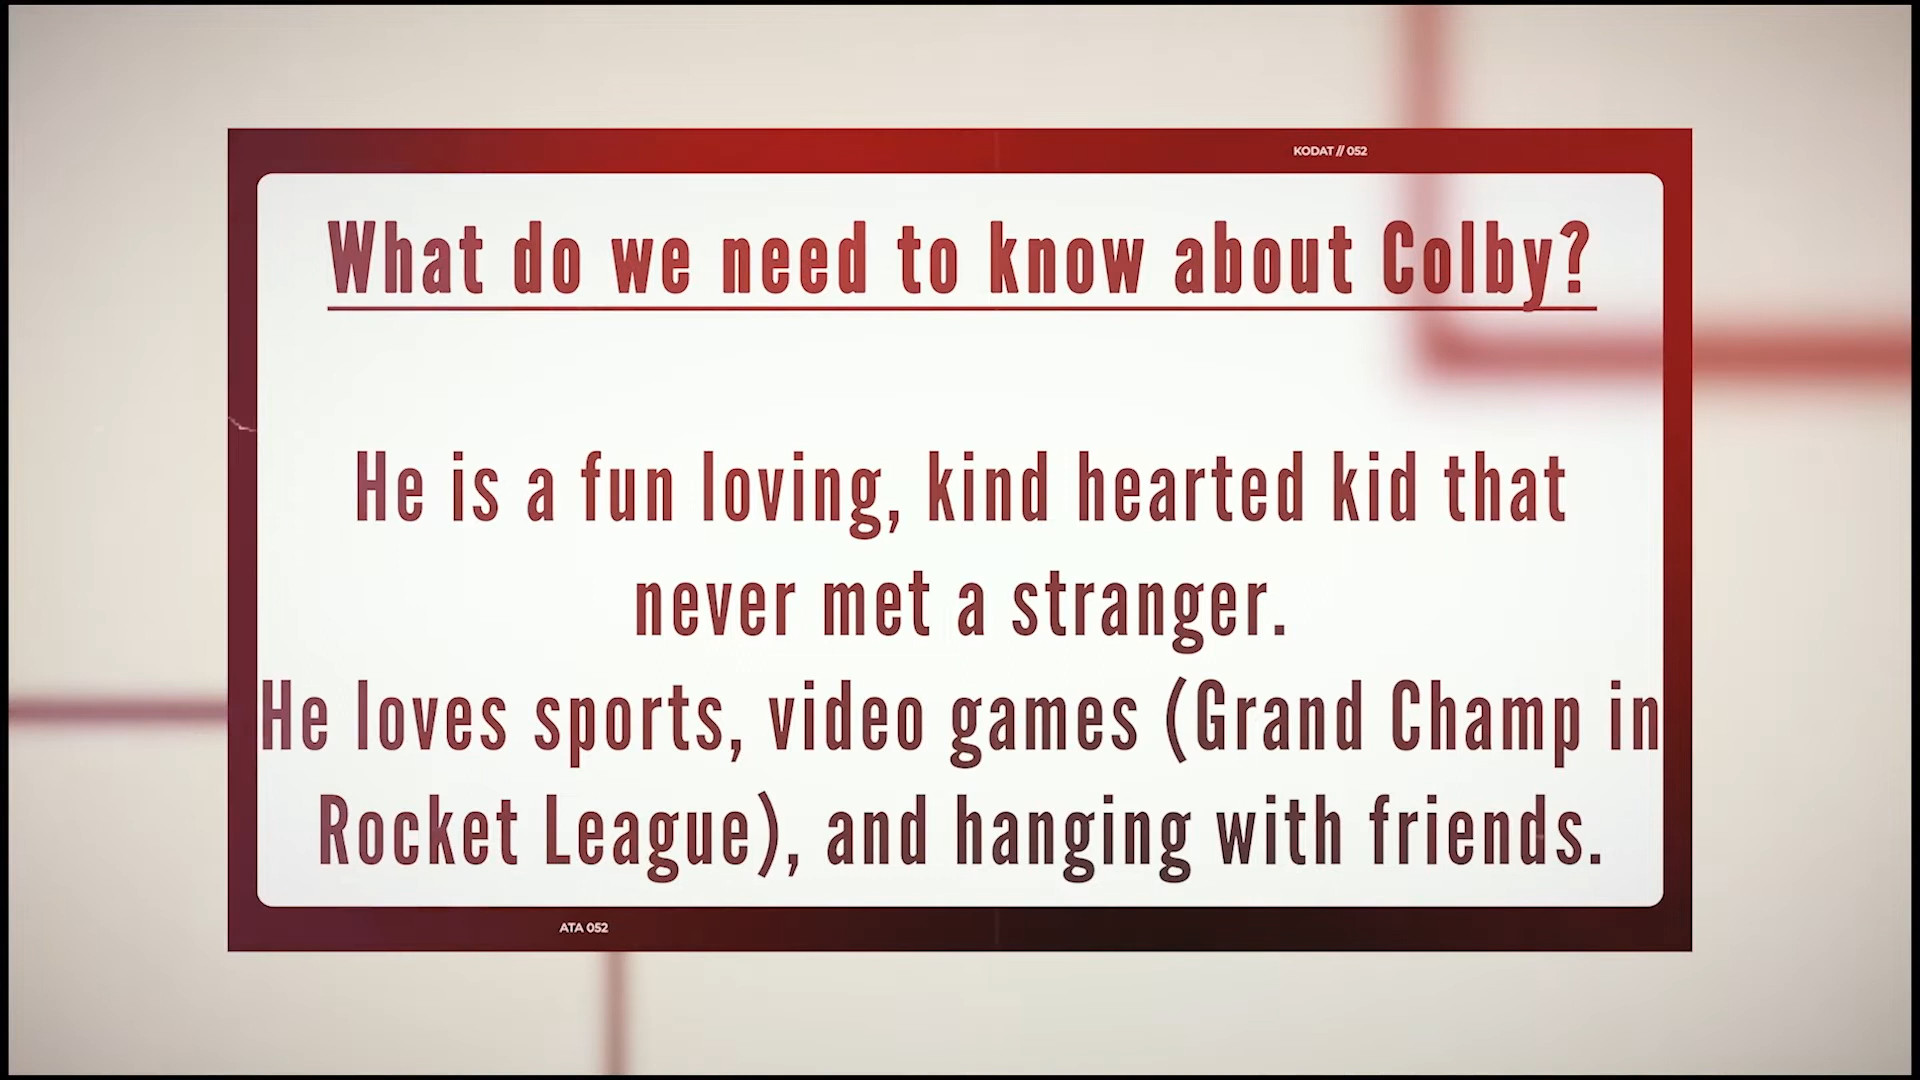 KODAT // 052
What do we need to know about Colby?
He is a fun loving, kind hearted kid that
never met a stranger.
He loves sports, video games (Grand Champ in
Rocket League), and hanging with friends.
ATA 052